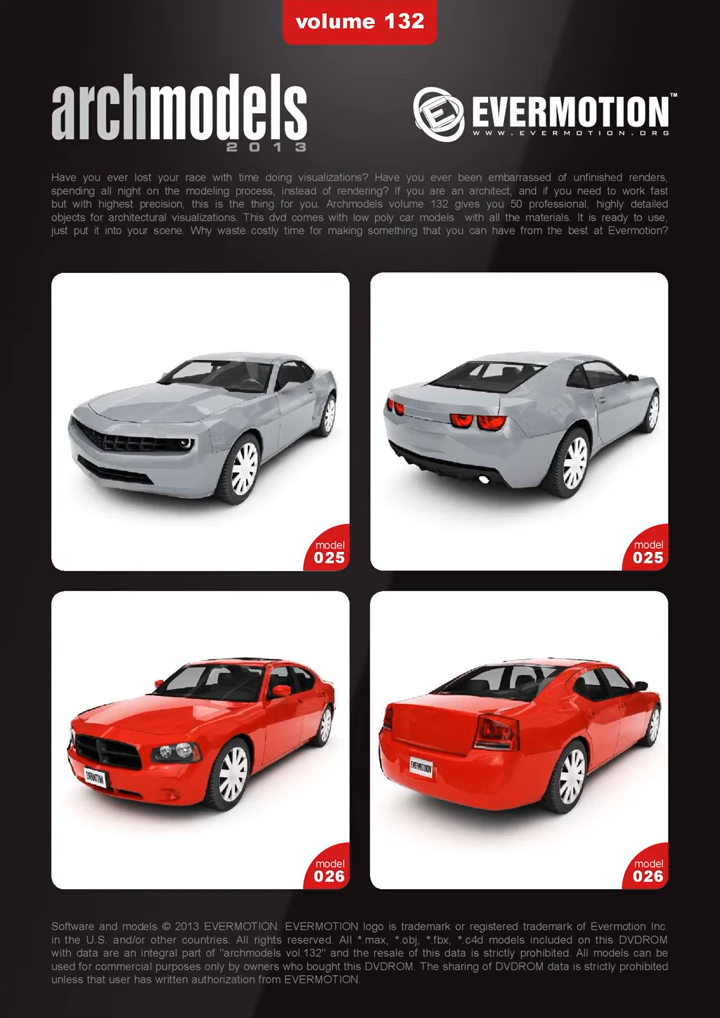 volume 132
archmodels
2013
EVERMOTION™
WWW.EVERMOTION.ORG
Have you ever lost your race with time doing visualizations? Have you ever been embarrassed of unfinished renders,
spending all night on the modeling process, instead of rendering? If you are an architect, and if you need to work fast
but with highest precision, this is the thing for you. Archmodels volume 132 gives you 50 professional, highly detailed
objects for architectural visualizations. This dvd comes with low poly car models with all the materials. It is ready to use,
just put it into your scene. Why waste costly time for making something that you can have from the best at Evermotion?
model
025
model
025
EVERMOTION
EVERMOTION
model
026
model
026
Software and models © 2013 EVERMOTION. EVERMOTION logo is trademark or registered trademark of Evermotion Inc.
in the U.S. and/or other countries. All rights reserved. All *.max, *.obj, *.fbx, *.c4d models included on this DVDROM
with data are an integral part of "archmodels vol.132" and the resale of this data is strictly prohibited. All models can be
used for commercial purposes only by owners who bought this DVDROM. The sharing of DVDROM data is strictly prohibited
unless that user has written authorization from EVERMOTION.